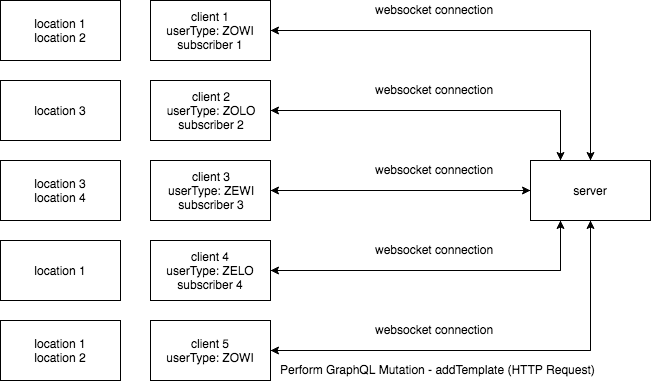 location 1
location 2
client 1
userType: ZOWI
subscriber 1
websocket connection
location 3
client 2
userType: ZOLO
subscriber 2
websocket connection
location 3
location 4
client 3
userType: ZEWI
subscriber 3
websocket connection
server
location 1
client 4
userType: ZELO
subscriber 4
websocket connection
location 1
location 2
client 5
userType: ZOWI
websocket connection
Perform GraphQL Mutation - addTemplate (HTTP Request)